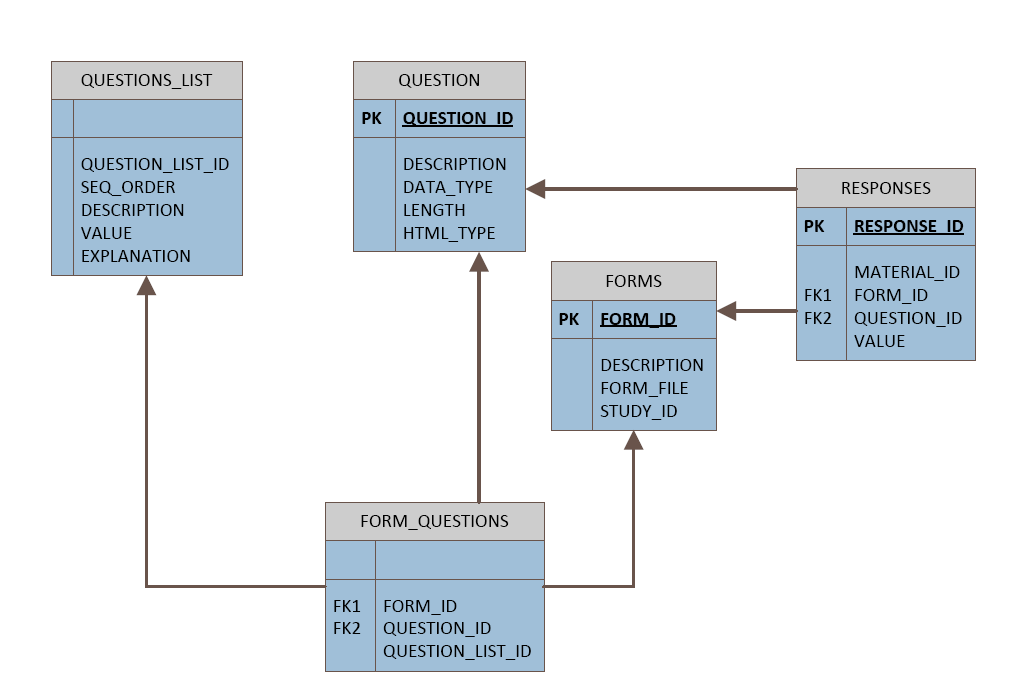 QUESTIONS_LIST
QUESTION_LIST_ID
SEQ_ORDER
DESCRIPTION
VALUE
EXPLANATION
QUESTION
PK QUESTION_ID
DESCRIPTION
DATA_TYPE
LENGTH
HTML_TYPE
RESPONSES
PK RESPONSE_ID
MATERIAL_ID
FK1 FORM_ID
FK2 QUESTION_ID
VALUE
FORMS
PK FORM_ID
DESCRIPTION
FORM_FILE
STUDY_ID
FORM_QUESTIONS
FK1 FORM_ID
FK2 QUESTION_ID
QUESTION_LIST_ID